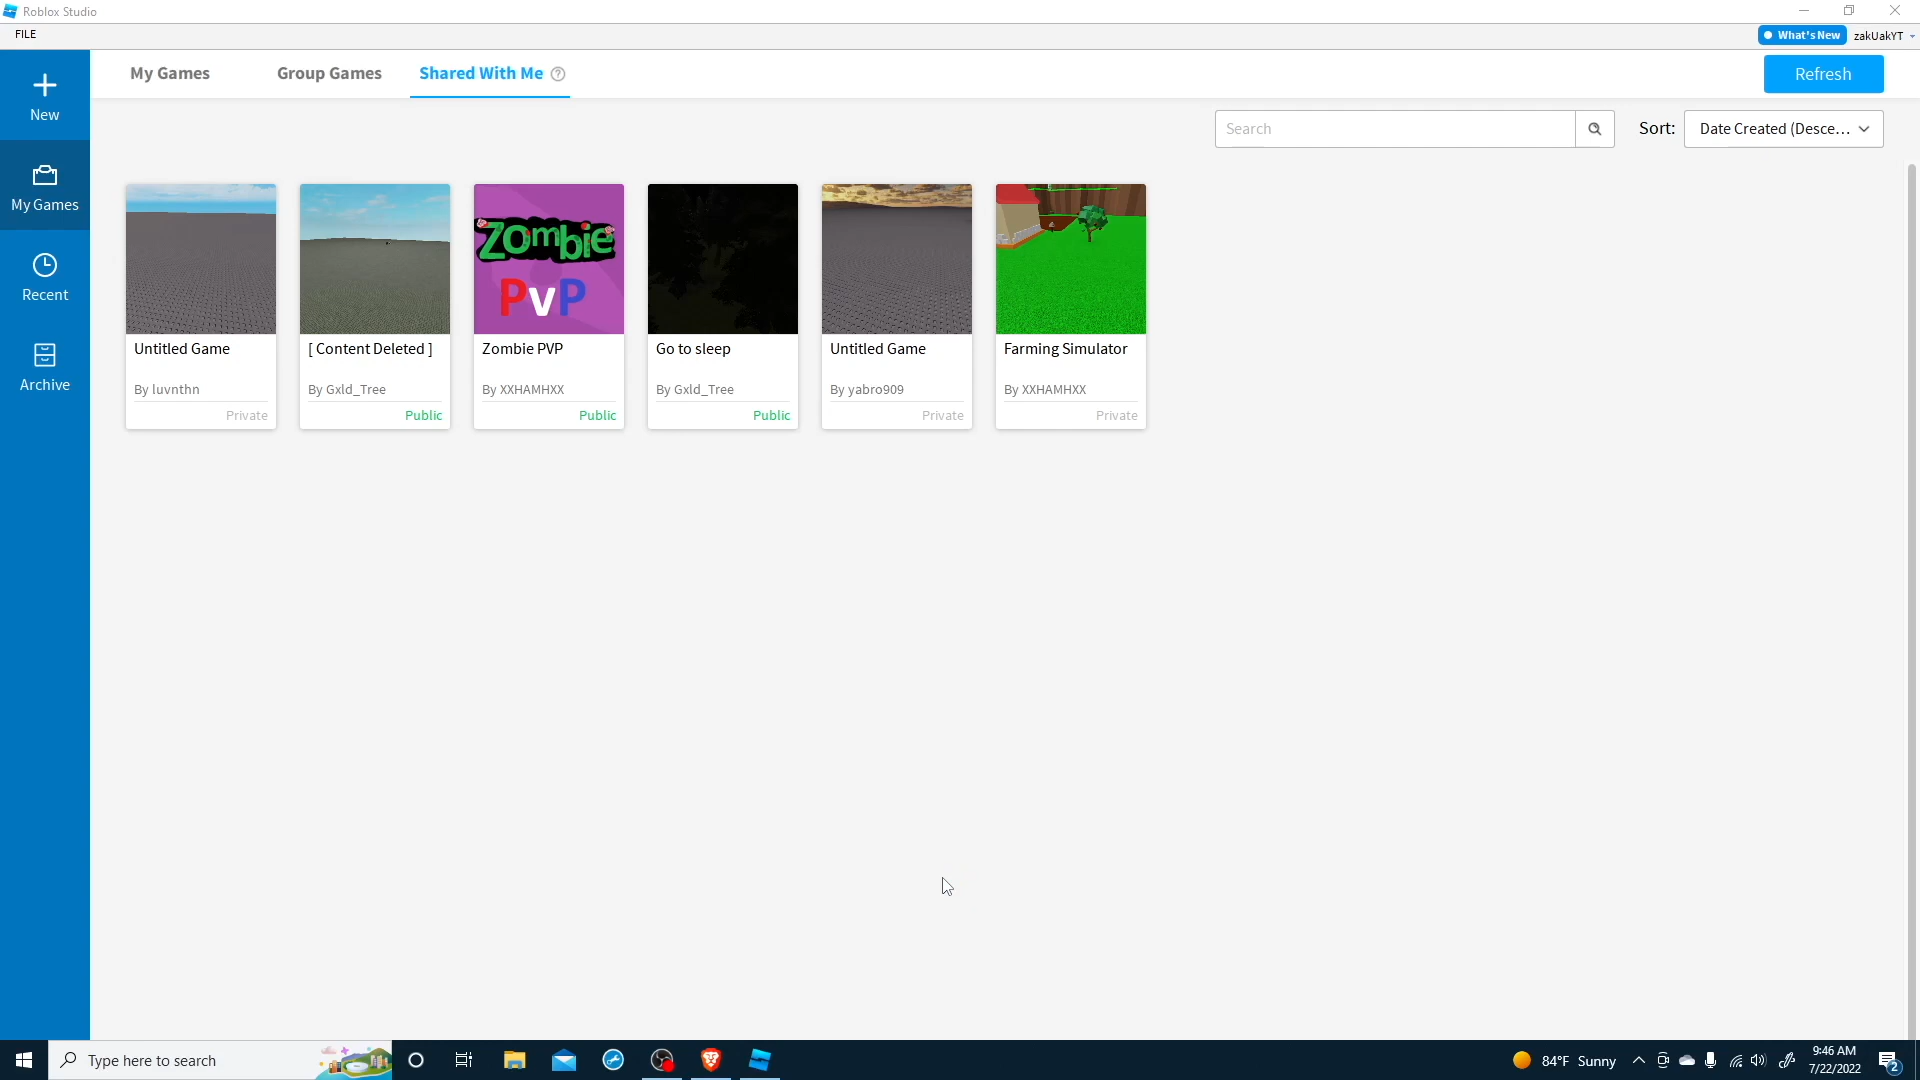 Roblox Studio
FILE
What's New
zakUakYT
New
My Games
Recent
Archive
My Games
Group Games
Shared With Me
Refresh
Search
Sort:
Date Created (Desce...
Zombie
PvP
Untitled Game
By luvnthn
Private
[ Content Deleted ]
By Gxld_Tree
Public
Zombie PVP
By XXHAMHXX
Public
Go to sleep
By Gxld_Tree
Public
Untitled Game
By yabro909
Private
Farming Simulator
By XXHAMHXX
Private
Type here to search
84°F Sunny
9:46 AM
7/22/2022
2